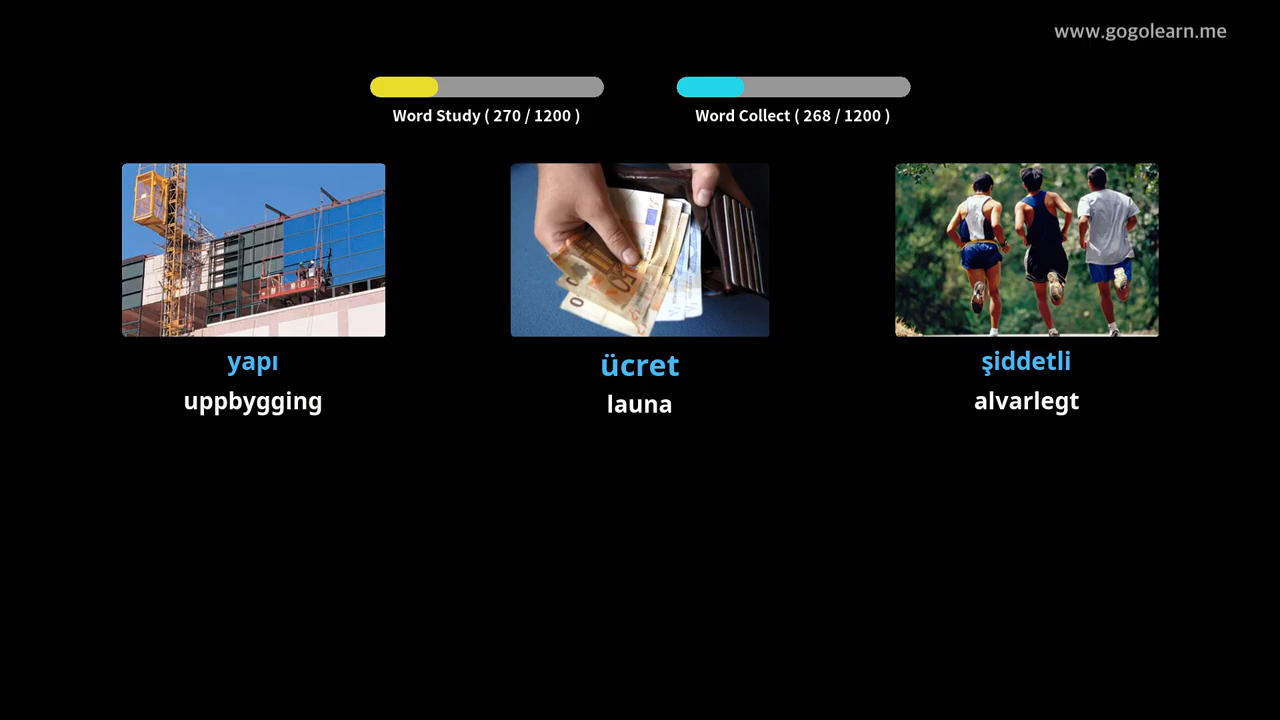 www.gogolearn.me
Word Study ( 270 / 1200 )
Word Collect ( 268 / 1200 )
yapı
uppbygging
ücret
launa
şiddetli
alvarlegt